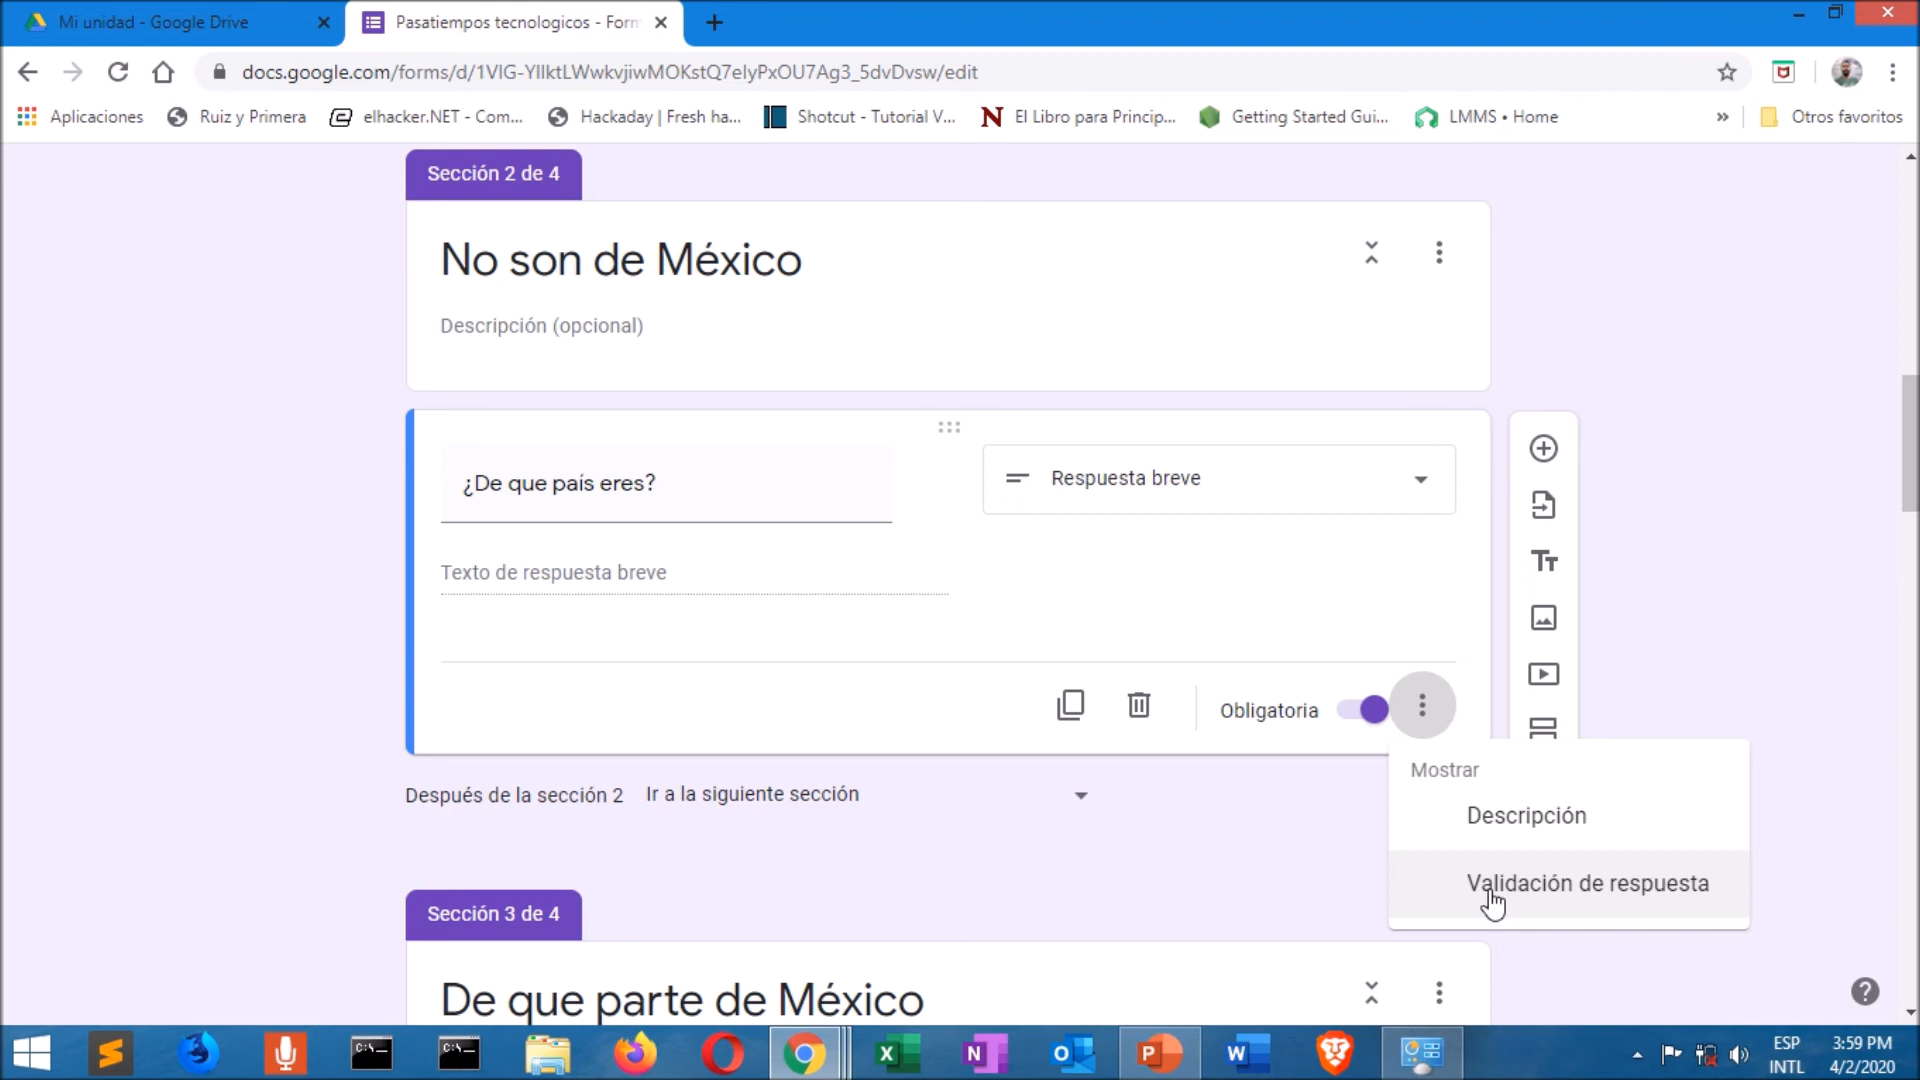 Mi unidad - Google Drive
Pasatiempos tecnologicos - Form
docs.google.com/forms/d/1VIG-YIIktLWwkvjiwMOKstQ7eIyPxOU7Ag3_5dvDvsw/edit
Aplicaciones
Ruiz y Primera
elhacker.NET - Com...
Hackaday | Fresh ha...
Shotcut - Tutorial V...
El Libro para Princip...
Getting Started Gui...
LMMS • Home
»
Otros favoritos
Sección 2 de 4
No son de México
Descripción (opcional)
¿De que país eres?
Respuesta breve
Texto de respuesta breve
Obligatoria
Mostrar
Descripción
Validación de respuesta
Después de la sección 2 Ir a la siguiente sección
Sección 3 de 4
De que parte de México
ESP
INTL
3:59 PM
4/2/2020